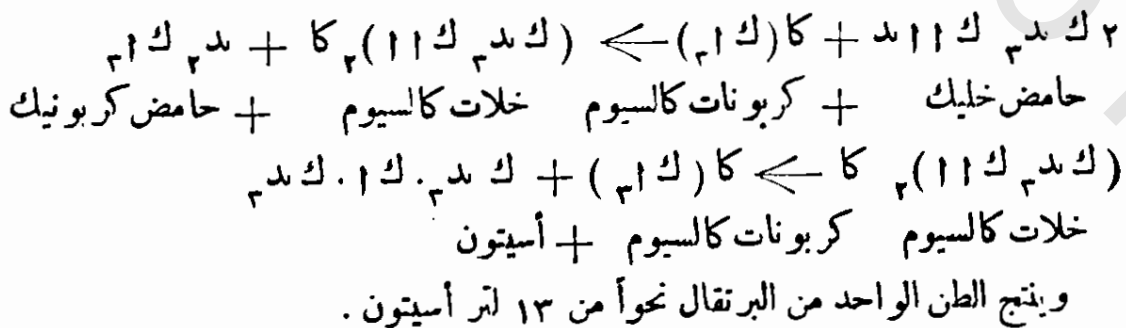 ٢ ك يد٣ ك ا ا يد + كا(ك ا٣) ⟶ (ك يد٣ ك ا ا)٢ كا + يد٢ ك ا٣
حامض خليك + كربونات كالسيوم خلات كالسيوم + حامض كربونيك
(ك يد٣ ك ا ا)٢ كا ⟶ كا(ك ا٣) + ك يد٣ . ك ا . ك يد٣
خلات كالسيوم كربونات كالسيوم + أسيتون
وينتج الطن الواحد من البرتقال نحواً من ١٣ لتر أسيتون .